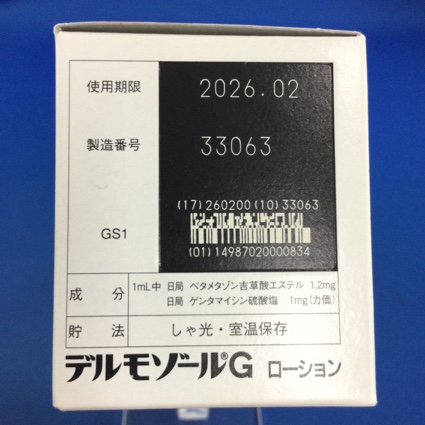 使用期限 2026.02
製造番号 33063
(17)260200(10)33063
GS1
(01)14987020000834
成分 1mL中 日局 ベタメタゾン吉草酸エステル 1.2mg
日局 ゲンタマイシン硫酸塩 1mg(力価)
貯法 しゃ光・室温保存
デルモゾール®G ローション